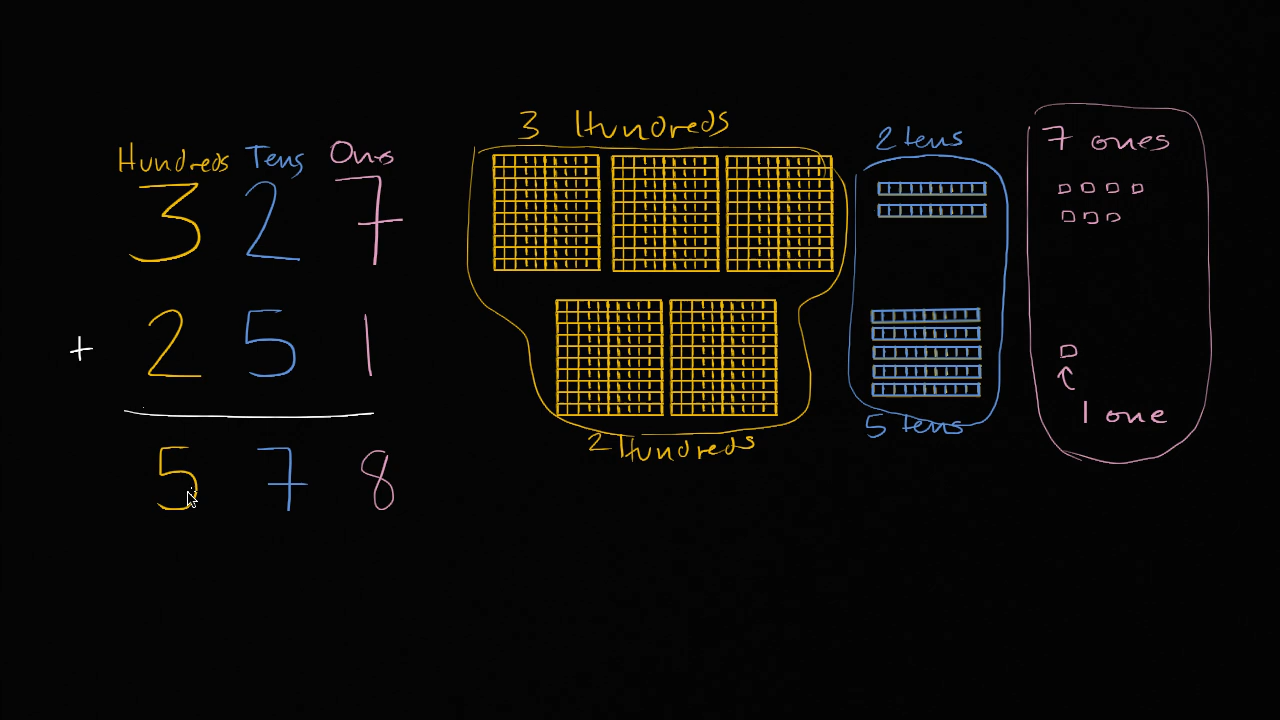 Hundreds Tens Ones
3 2 7
+ 2 5 1
5 7 8
3 Hundreds
2 Hundreds
2 tens
5 tens
7 ones
1 one